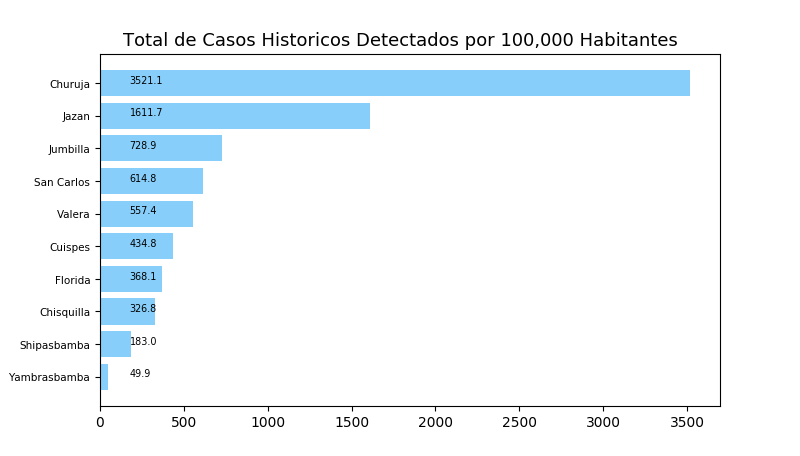 Total de Casos Historicos Detectados por 100,000 Habitantes
Churuja 3521.1
Jazan 1611.7
Jumbilla 728.9
San Carlos 614.8
Valera 557.4
Cuispes 434.8
Florida 368.1
Chisquilla 326.8
Shipasbamba 183.0
Yambrasbamba 49.9
0 500 1000 1500 2000 2500 3000 3500